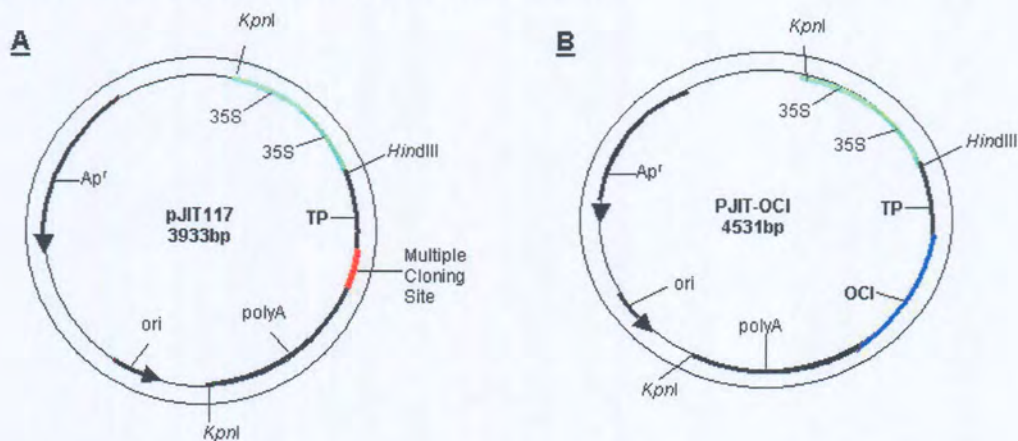 A
KpnI
35S
35S
HindIII
Apʳ
pJIT117
3933bp
TP
Multiple
Cloning
Site
polyA
ori
KpnI
B
KpnI
35S
35S
HindIII
Apʳ
PJIT-OCI
4531bp
TP
OCI
ori
polyA
KpnI